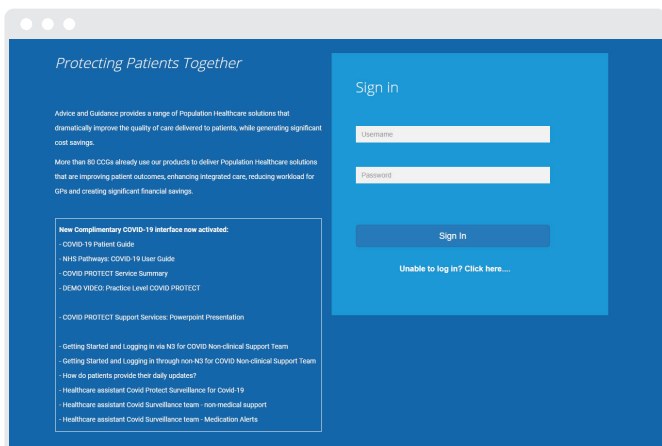 Protecting Patients Together
Advice and Guidance provides a range of Population Healthcare solutions that
dramatically improve the quality of care delivered to patients, while generating significant
cost savings.
More than 80 CCGs already use our products to deliver Population Healthcare solutions
that are improving patient outcomes, enhancing integrated care, reducing workload for
GPs and creating significant financial savings.
New Complimentary COVID-19 interface now activated:
- COVID-19 Patient Guide
- NHS Pathways: COVID-19 User Guide
- COVID PROTECT Service Summary
- DEMO VIDEO: Practice Level COVID PROTECT
- COVID PROTECT Support Services: Powerpoint Presentation
- Getting Started and Logging in via N3 for COVID Non-clinical Support Team
- Getting Started and Logging in through non-N3 for COVID Non-clinical Support Team
- How do patients provide their daily updates?
- Healthcare assistant Covid Protect Surveillance for Covid-19
- Healthcare assistant Covid Surveillance team - non-medical support
- Healthcare assistant Covid Surveillance team - Medication Alerts
Sign in
Username
Password
Sign In
Unable to log in? Click here....